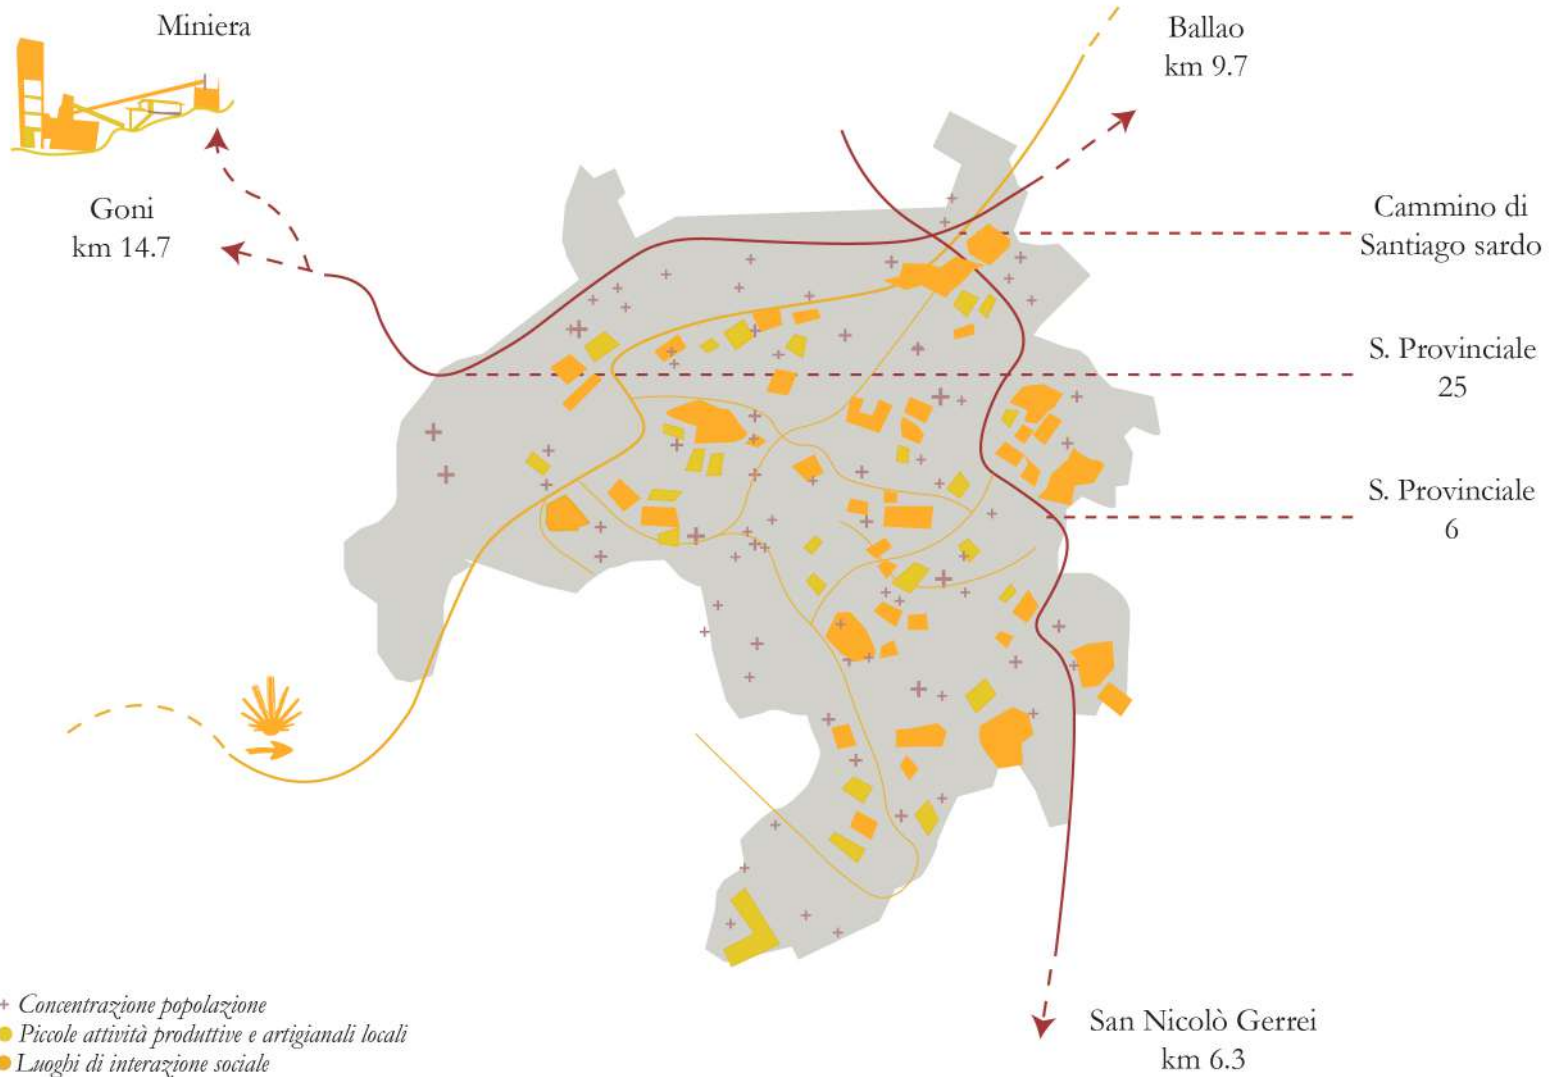 Miniera
Ballao
km 9.7
Goni
km 14.7
Cammino di
Santiago sardo
S. Provinciale
25
S. Provinciale
6
San Nicolò Gerrei
km 6.3
Concentrazione popolazione
Piccole attività produttive e artigianali locali
Luoghi di interazione sociale